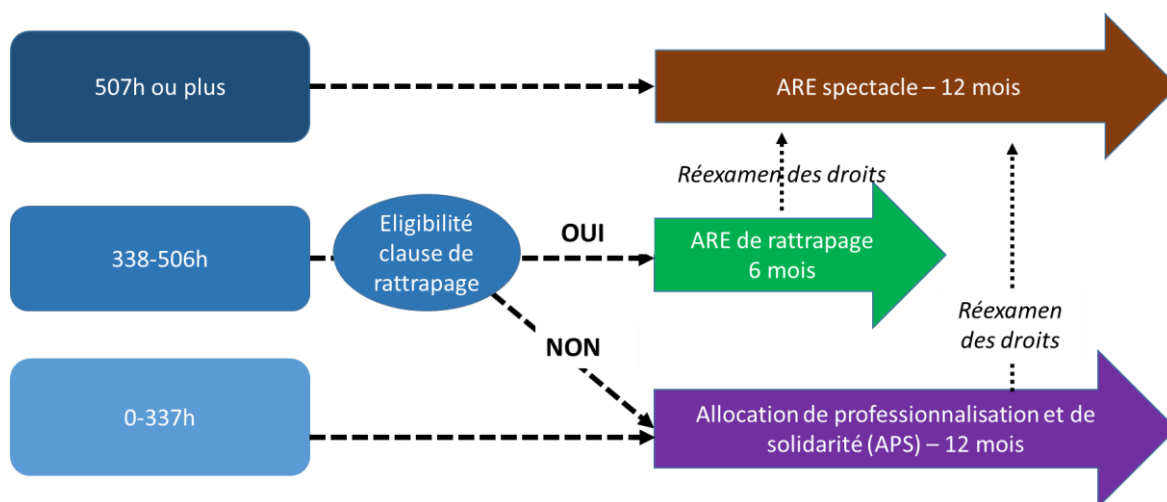 507h ou plus
ARE spectacle – 12 mois
Réexamen des droits
338-506h
Eligibilité
clause de
rattrapage
OUI
ARE de rattrapage
6 mois
NON
Réexamen
des droits
0-337h
Allocation de professionnalisation et de
solidarité (APS) – 12 mois